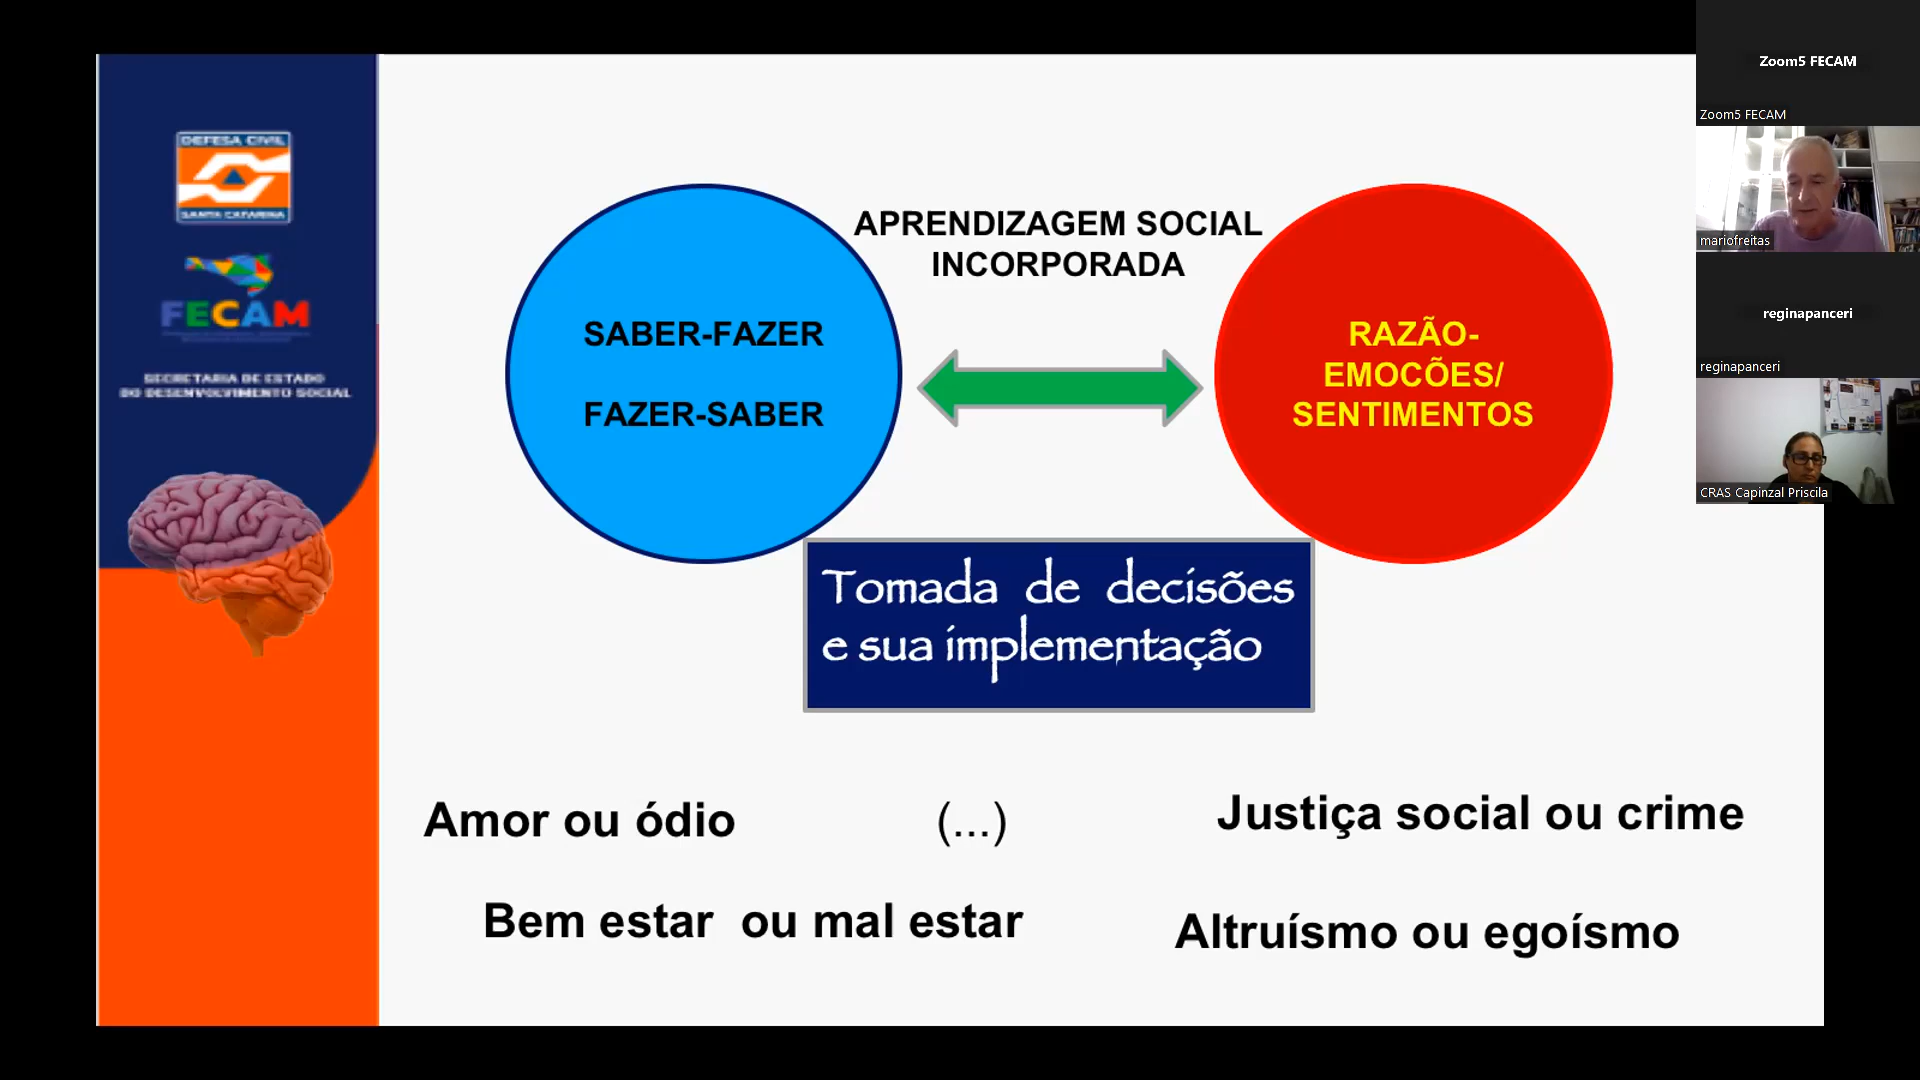 DEFESA CIVIL
SANTA CATARINA
FECAM
SECRETARIA DE ESTADO
DO DESENVOLVIMENTO SOCIAL
APRENDIZAGEM SOCIAL
INCORPORADA
SABER-FAZER
FAZER-SABER
RAZÃO-
EMOCÕES/
SENTIMENTOS
Tomada de decisões
e sua implementação
Amor ou ódio
(...)
Justiça social ou crime
Bem estar ou mal estar
Altruísmo ou egoísmo
Zoom5 FECAM
Zoom5 FECAM
mariofreitas
reginapanceri
reginapanceri
CRAS Capinzal Priscila